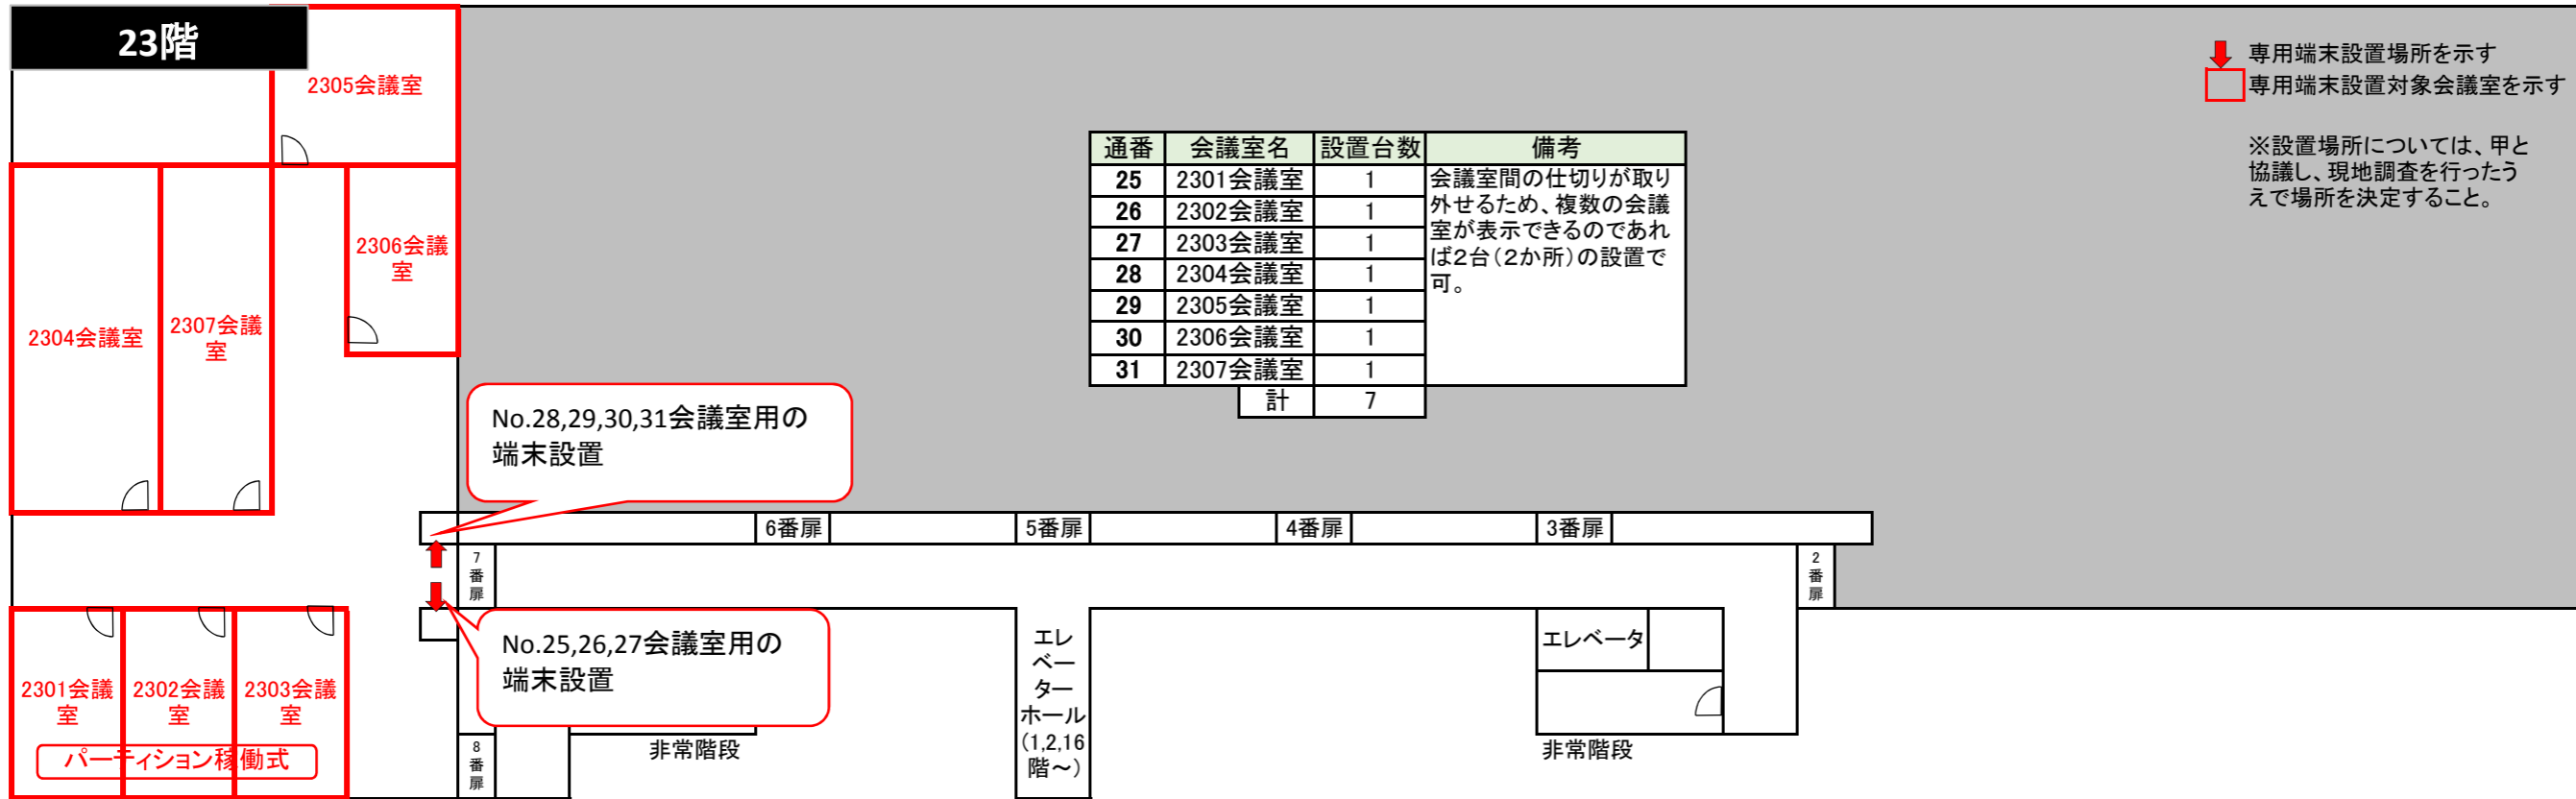 23階
2305会議室
専用端末設置場所を示す
専用端末設置対象会議室を示す
※設置場所については、甲と
協議し、現地調査を行ったう
えで場所を決定すること。
通番 会議室名 設置台数 備考
25 2301会議室 1
26 2302会議室 1
27 2303会議室 1
28 2304会議室 1
29 2305会議室 1
30 2306会議室 1
31 2307会議室 1
計 7
会議室間の仕切りが取り
外せるため、複数の会議
室が表示できるのであれ
ば2台(2か所)の設置で
可。
2306会議
室
2304会議室
2307会議
室
No.28,29,30,31会議室用の
端末設置
6番扉
5番扉
4番扉
3番扉
7
番
扉
2
番
扉
No.25,26,27会議室用の
端末設置
エレ
ベー
ター
ホール
(1,2,16
階~)
エレベータ
2301会議
室
2302会議
室
2303会議
室
パーティション稼働式
8
番
扉
非常階段
非常階段